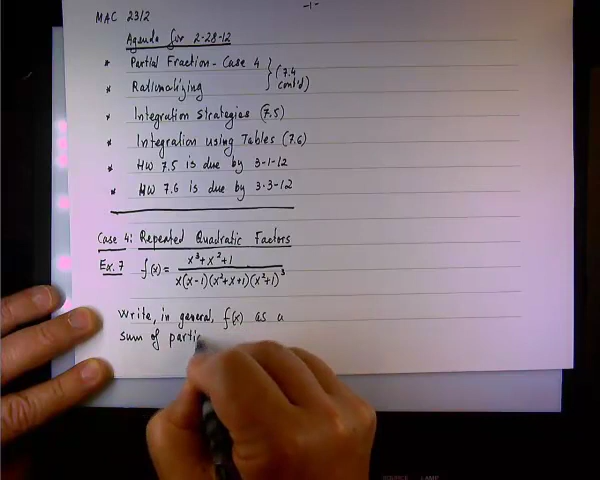 -1-
MAC 2312
Agenda for 2-28-12
* Partial Fraction - Case 4 } (7.4
* Rationalizing } cont'd)
* Integration Strategies (7.5)
* Integration using Tables (7.6)
* HW 7.5 is due by 3-1-12
* HW 7.6 is due by 3-3-12
Case 4: Repeated Quadratic Factors
Ex. 7 f(x) = x³+x²+1 / x(x-1)(x²+x+1)(x²+1)³
Write, in general, f(x) as a
sum of parti